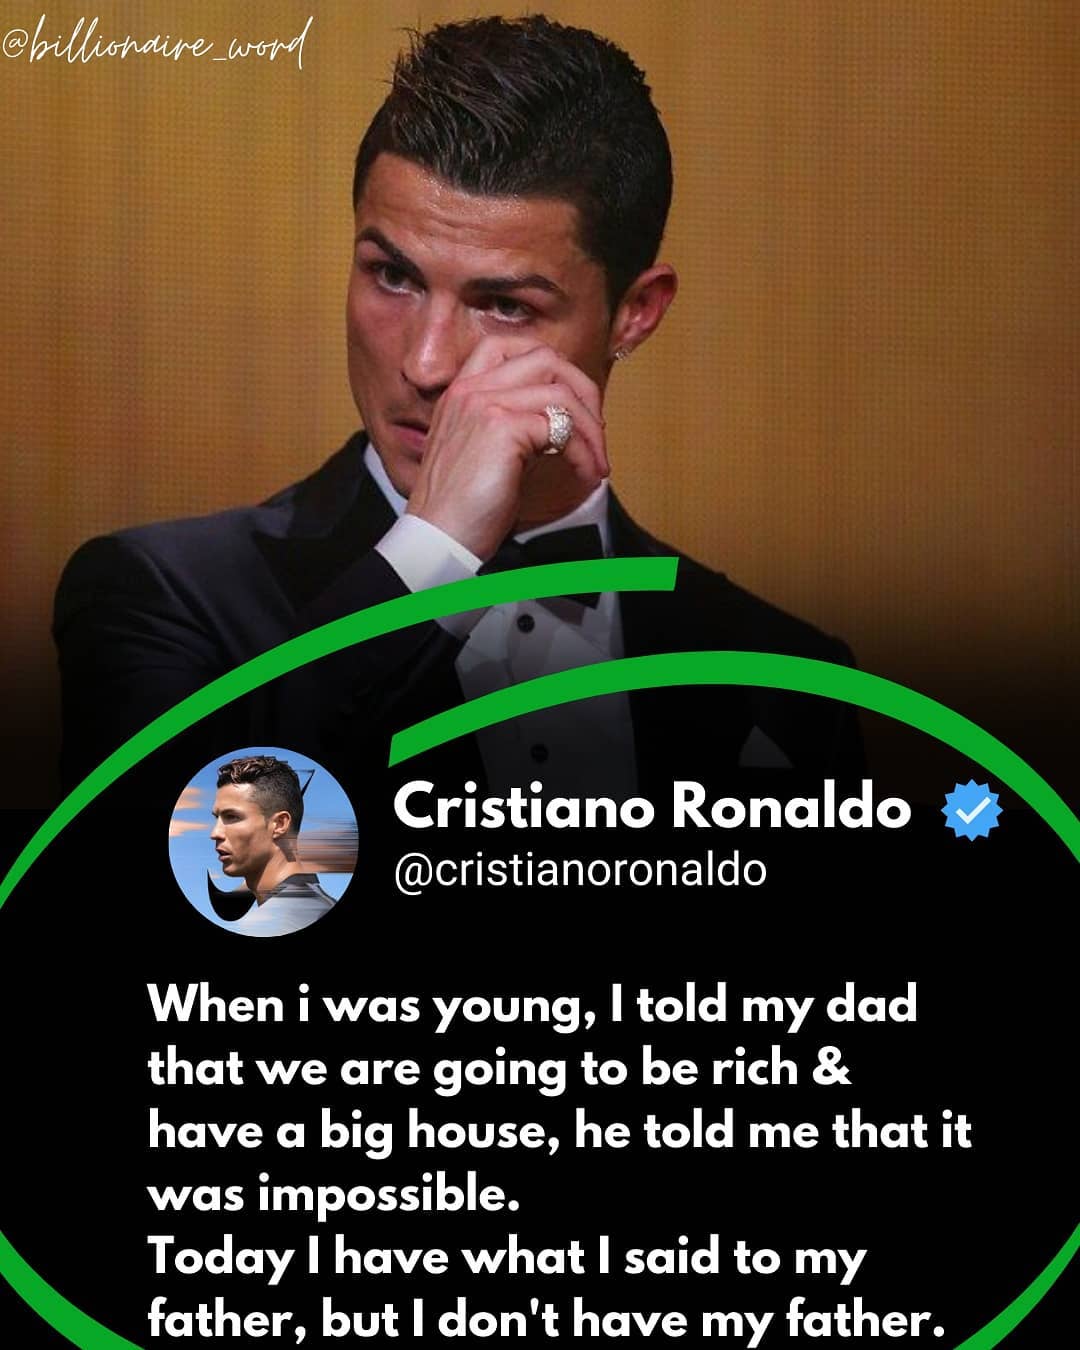 @billionaire_word
Cristiano Ronaldo
@cristianoronaldo
When i was young, I told my dad
that we are going to be rich &
have a big house, he told me that it
was impossible.
Today I have what I said to my
father, but I don't have my father.